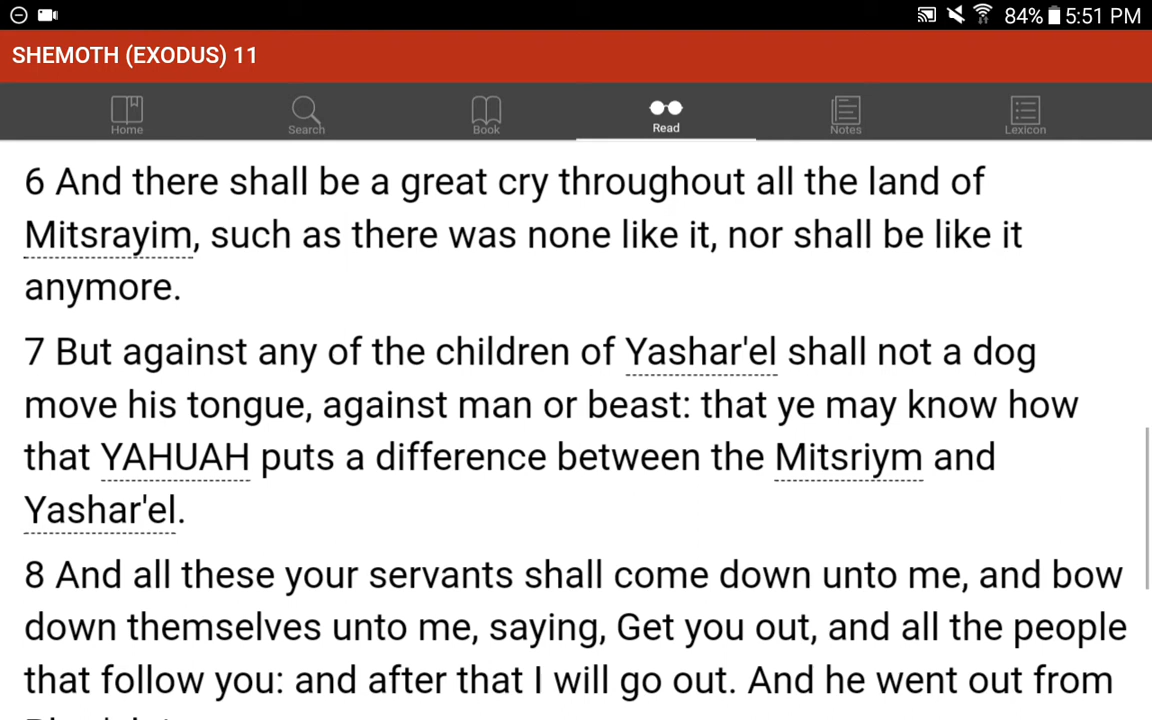 84% 5:51 PM
SHEMOTH (EXODUS) 11
Home Search Book Read Notes Lexicon
6 And there shall be a great cry throughout all the land of
Mitsrayim, such as there was none like it, nor shall be like it
anymore.
7 But against any of the children of Yashar'el shall not a dog
move his tongue, against man or beast: that ye may know how
that YAHUAH puts a difference between the Mitsriym and
Yashar'el.
8 And all these your servants shall come down unto me, and bow
down themselves unto me, saying, Get you out, and all the people
that follow you: and after that I will go out. And he went out from